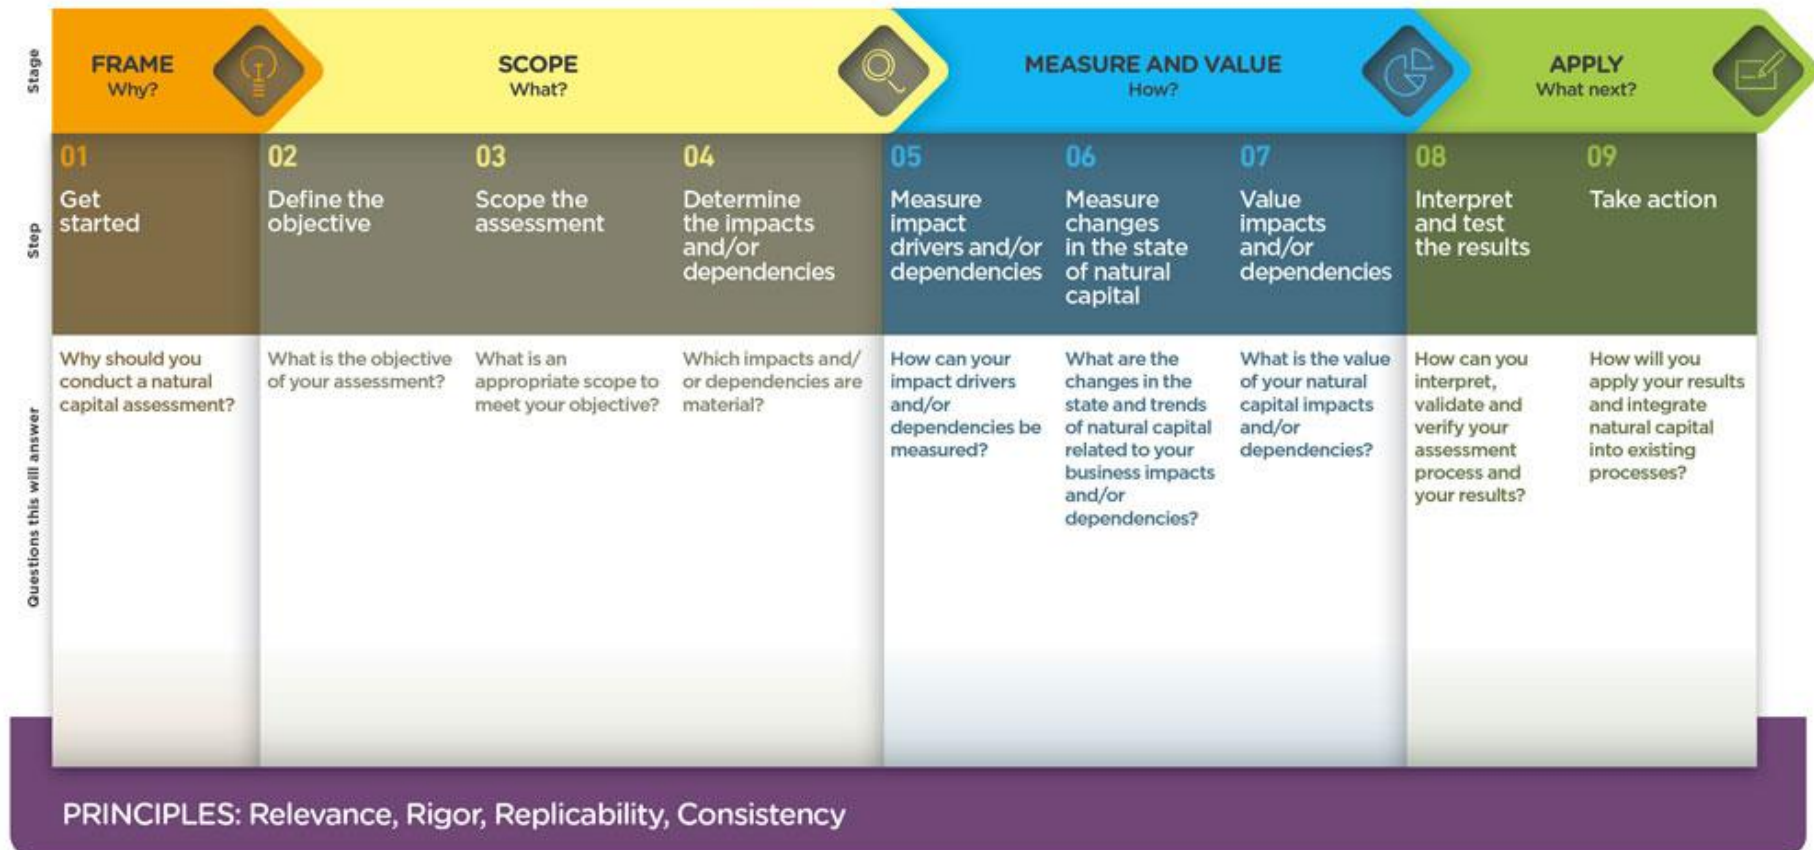 Stage
FRAME
Why?
SCOPE
What?
MEASURE AND VALUE
How?
APPLY
What next?
Step
01
Get
started
02
Define the
objective
03
Scope the
assessment
04
Determine
the impacts
and/or
dependencies
05
Measure
impact
drivers and/or
dependencies
06
Measure
changes
in the state
of natural
capital
07
Value
impacts
and/or
dependencies
08
Interpret
and test
the results
09
Take action
Questions this will answer
Why should you
conduct a natural
capital assessment?
What is the objective
of your assessment?
What is an
appropriate scope to
meet your objective?
Which impacts and/
or dependencies are
material?
How can your
impact drivers
and/or
dependencies be
measured?
What are the
changes in the
state and trends
of natural capital
related to your
business impacts
and/or
dependencies?
What is the value
of your natural
capital impacts
and/or
dependencies?
How can you
interpret,
validate and
verify your
assessment
process and
your results?
How will you
apply your results
and integrate
natural capital
into existing
processes?
PRINCIPLES: Relevance, Rigor, Replicability, Consistency